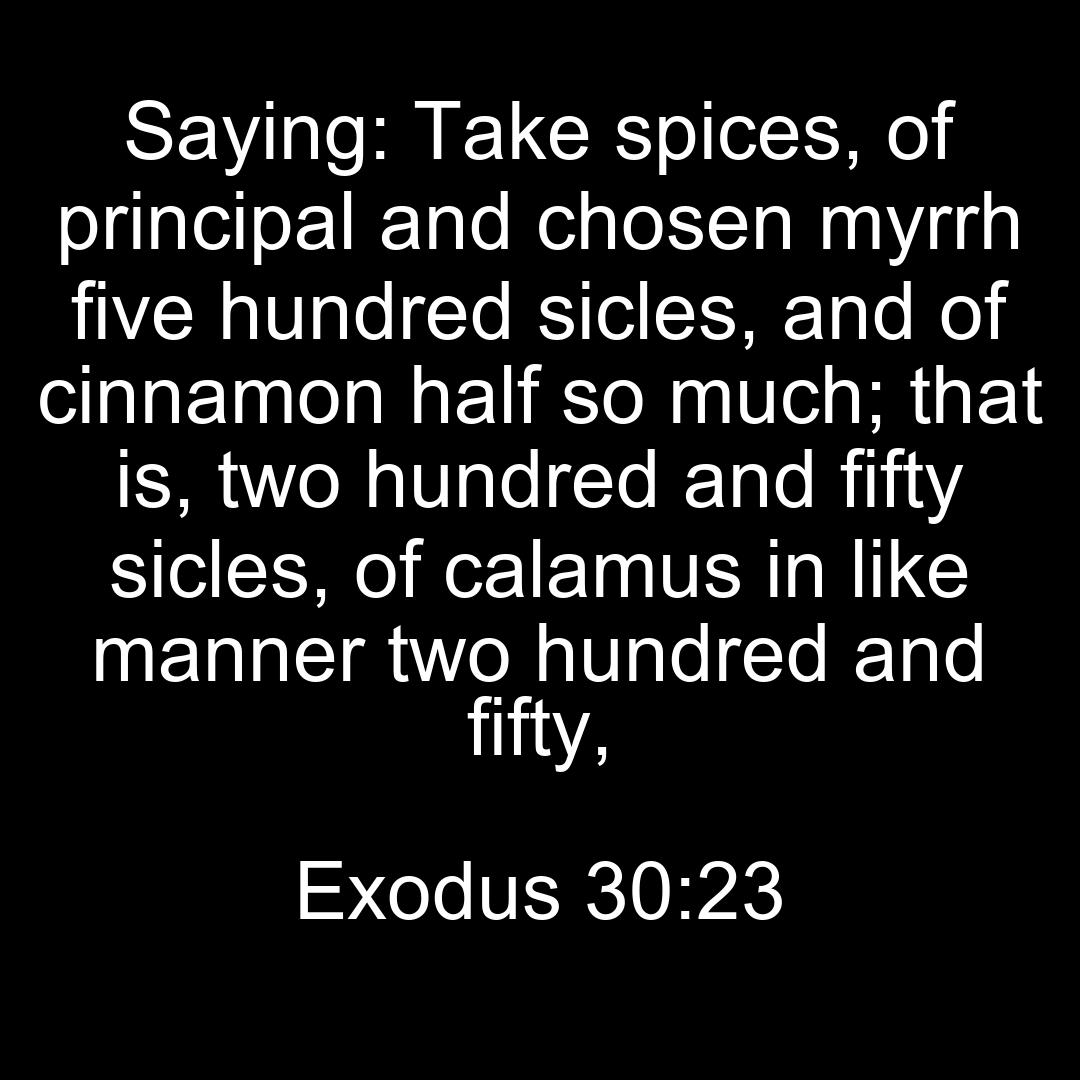 Saying: Take spices, of
principal and chosen myrrh
five hundred sicles, and of
cinnamon half so much; that
is, two hundred and fifty
sicles, of calamus in like
manner two hundred and
fifty,
Exodus 30:23